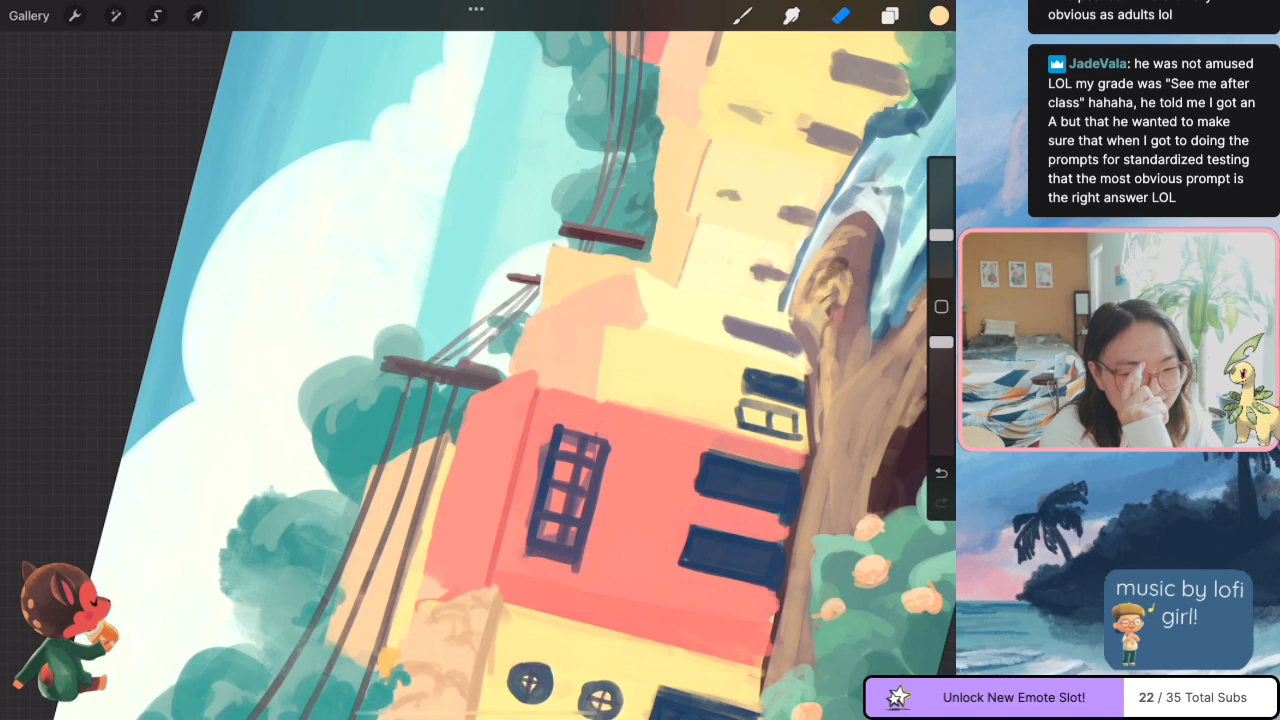 Gallery
obvious as adults lol
JadeVala: he was not amused
LOL my grade was "See me after
class" hahaha, he told me I got an
A but that he wanted to make
sure that when I got to doing the
prompts for standardized testing
that the most obvious prompt is
the right answer LOL
music by lofi
girl!
Unlock New Emote Slot!
22 / 35 Total Subs